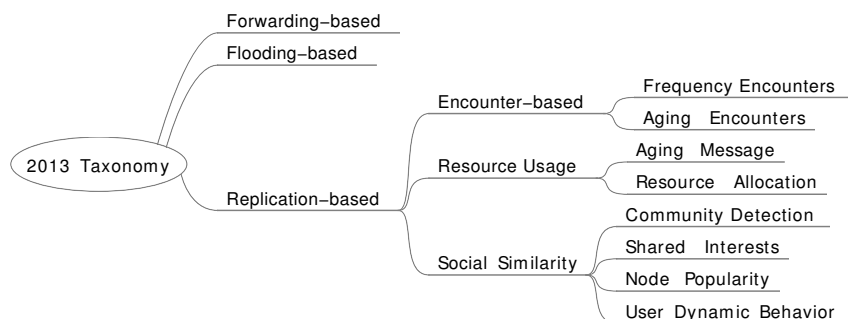 Forwarding–based
Flooding–based
2013 Taxonomy
Replication–based
Encounter–based
Frequency Encounters
Aging Encounters
Resource Usage
Aging Message
Resource Allocation
Social Similarity
Community Detection
Shared Interests
Node Popularity
User Dynamic Behavior